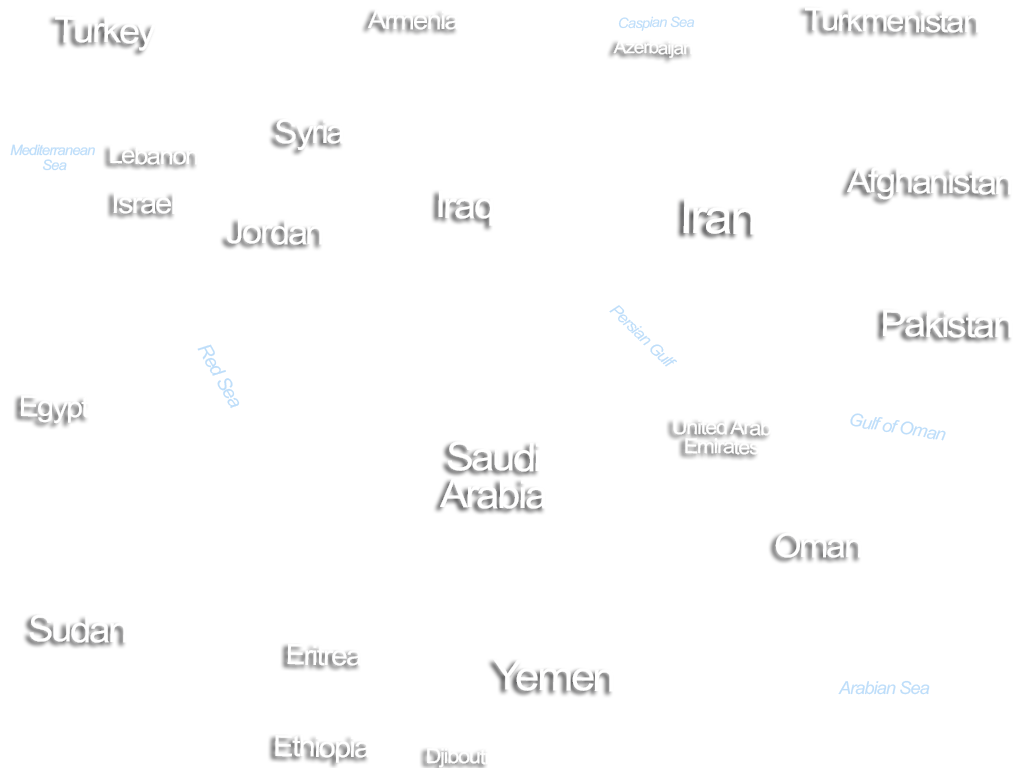 Turkey
Armenia
Caspian Sea
Azerbaijan
Turkmenistan
Syria
Mediterranean
Sea
Lebanon
Israel
Jordan
Iraq
Iran
Afghanistan
Pakistan
Persian Gulf
Red Sea
Egypt
Saudi
Arabia
United Arab
Emirates
Gulf of Oman
Oman
Sudan
Eritrea
Yemen
Arabian Sea
Ethiopia
Djibouti